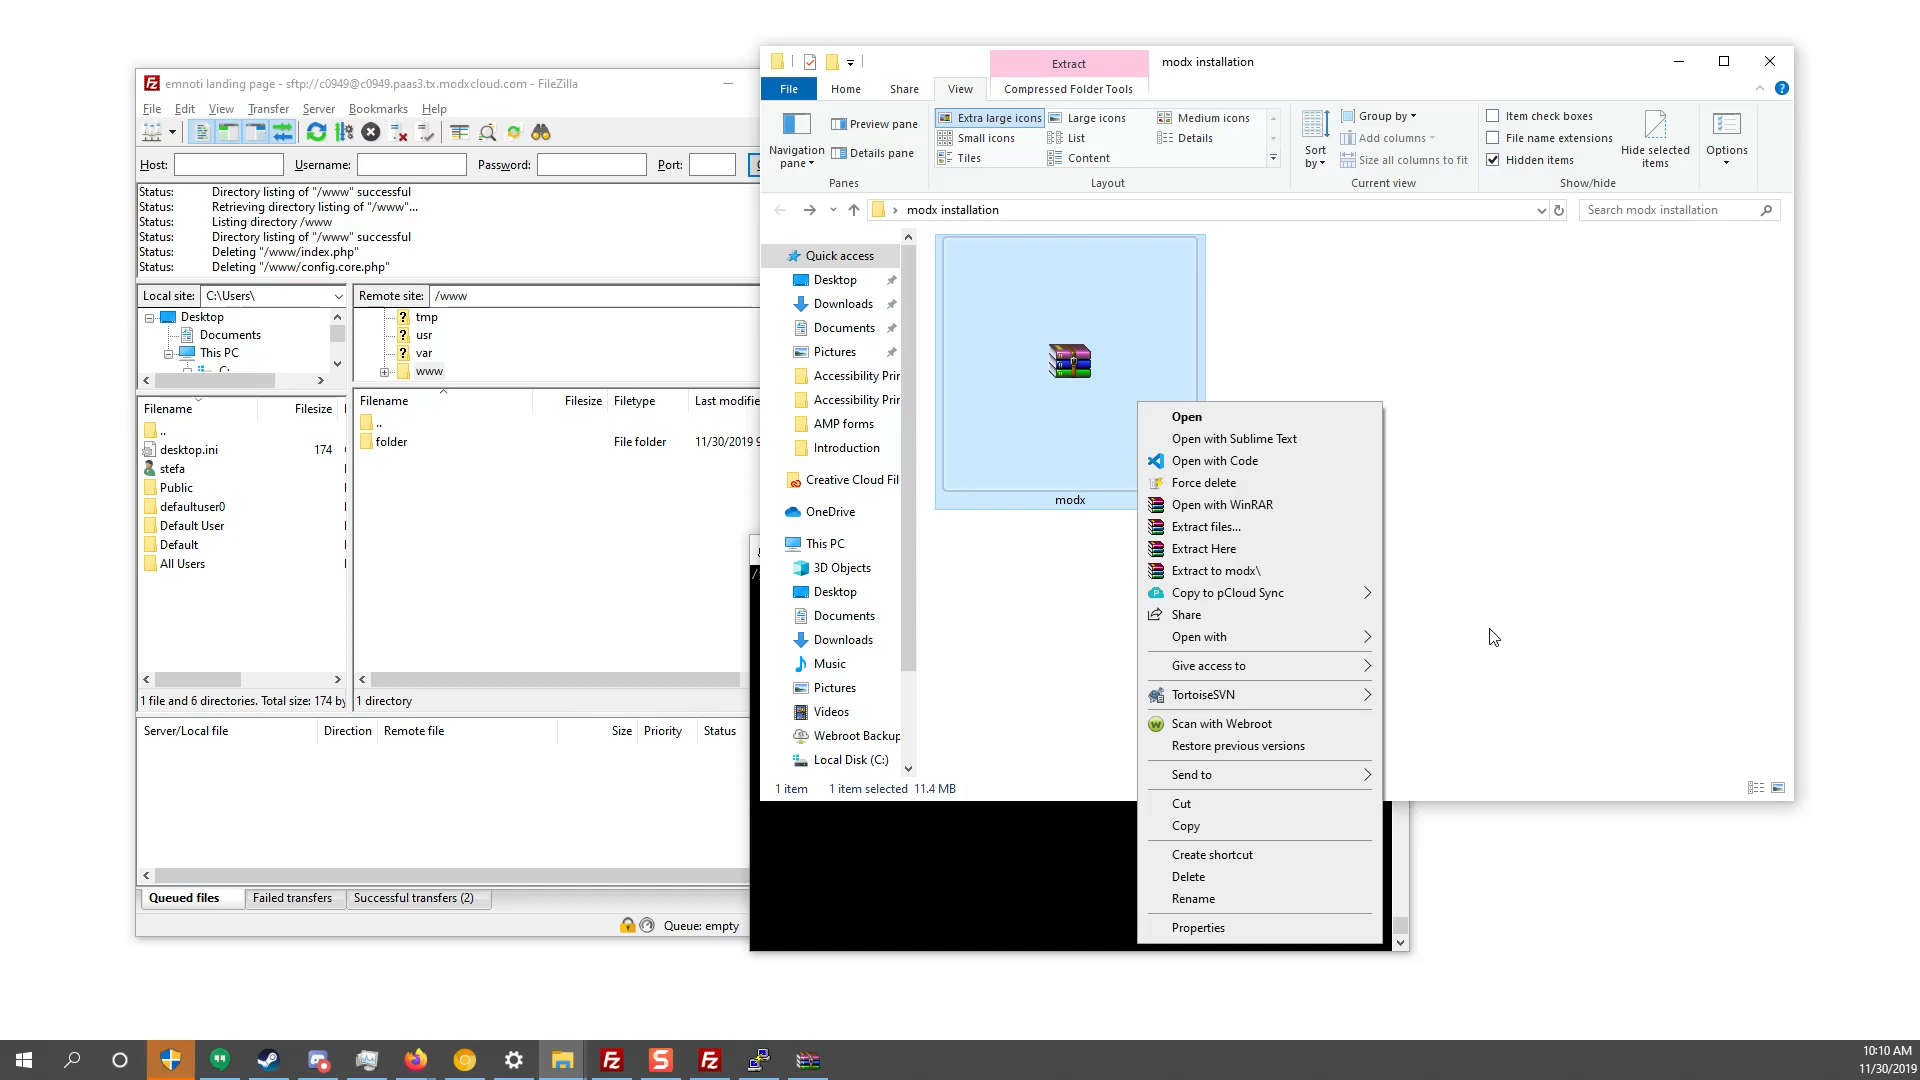 emnoti landing page - sftp://c0949@c0949.paas3.tx.modxcloud.com - FileZilla
File Edit View Transfer Server Bookmarks Help
Host: Username: Password: Port:
Status: Directory listing of "/www" successful
Status: Retrieving directory listing of "/www"...
Status: Listing directory /www
Status: Directory listing of "/www" successful
Status: Deleting "/www/index.php"
Status: Deleting "/www/config.core.php"
Local site: C:\Users\
Desktop
Documents
This PC
C:
Remote site: /www
tmp
usr
var
www
Filename Filesize
..
desktop.ini 174
stefa
Public
defaultuser0
Default User
Default
All Users
1 file and 6 directories. Total size: 174 by
Filename Filesize Filetype Last modifie
..
folder File folder 11/30/2019 9
1 directory
Server/Local file Direction Remote file Size Priority Status
Queued files Failed transfers Successful transfers (2)
Queue: empty
Extract modx installation
File Home Share View Compressed Folder Tools
Navigation pane
Preview pane
Details pane
Panes
Extra large icons Large icons Medium icons
Small icons List Details
Tiles Content
Layout
Sort by
Group by
Add columns
Size all columns to fit
Current view
Item check boxes
File name extensions
Hidden items
Hide selected items
Show/hide
Options
modx installation
Search modx installation
Quick access
Desktop
Downloads
Documents
Pictures
Accessibility Prir
Accessibility Prir
AMP forms
Introduction
Creative Cloud Fil
OneDrive
This PC
3D Objects
Desktop
Documents
Downloads
Music
Pictures
Videos
Webroot Backup
Local Disk (C:)
modx
1 item 1 item selected 11.4 MB
Open
Open with Sublime Text
Open with Code
Force delete
Open with WinRAR
Extract files...
Extract Here
Extract to modx\
Copy to pCloud Sync
Share
Open with
Give access to
TortoiseSVN
Scan with Webroot
Restore previous versions
Send to
Cut
Copy
Create shortcut
Delete
Rename
Properties
10:10 AM
11/30/2019